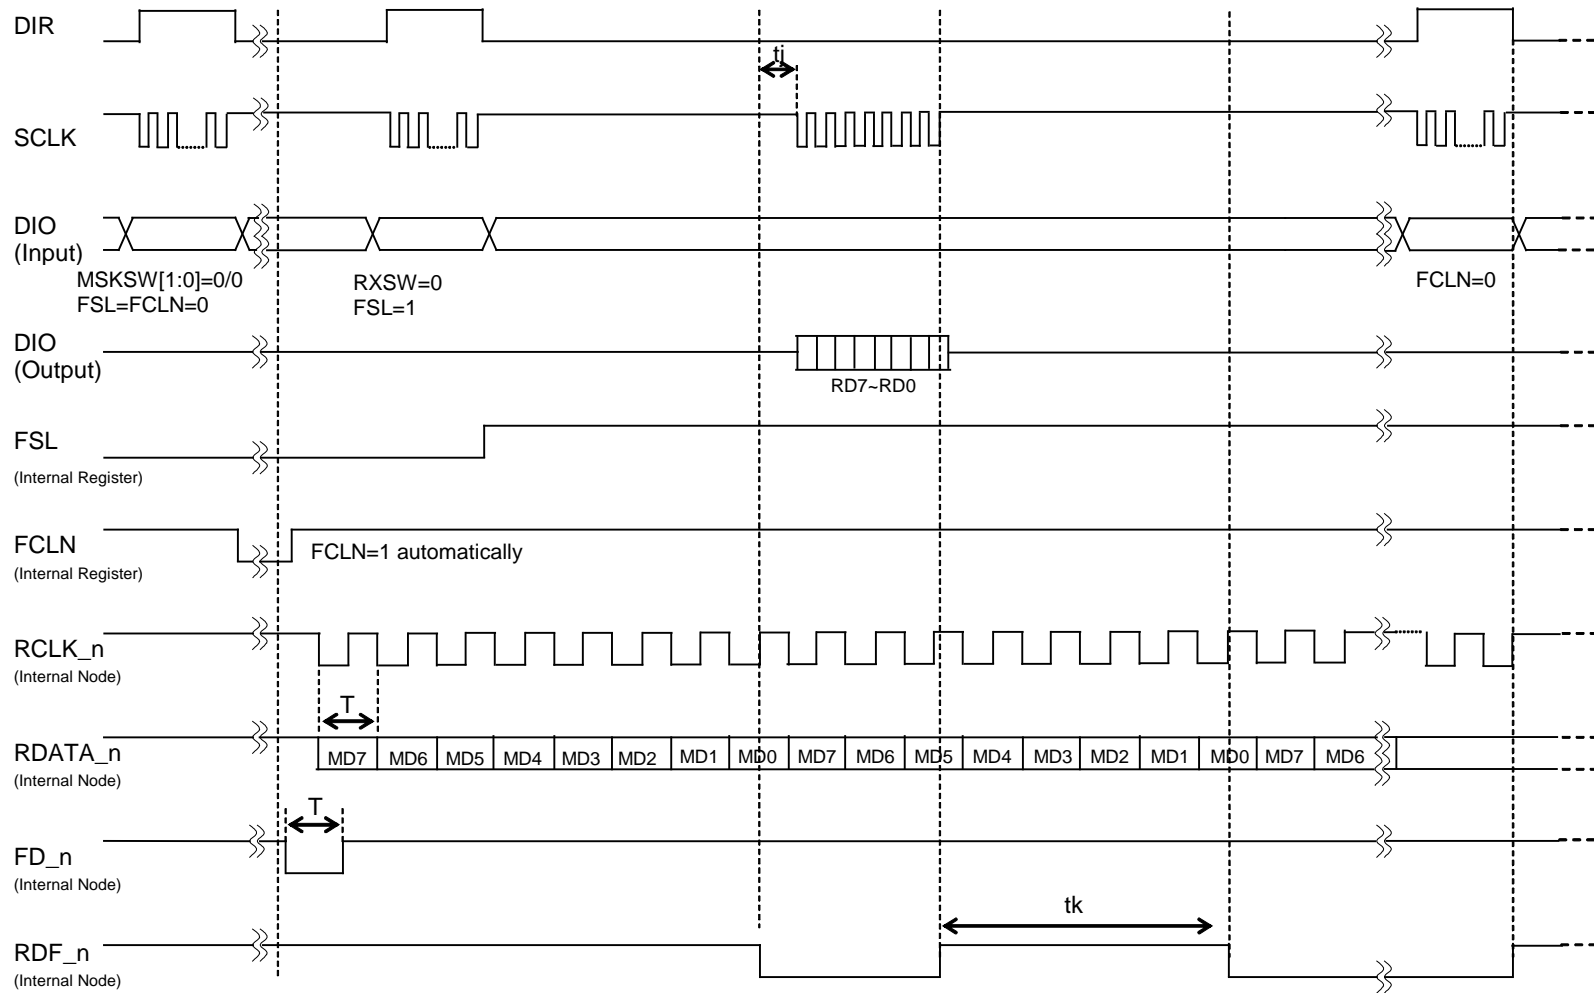 DIR
tj
SCLK
DIO
(Input)
MSKSW[1:0]=0/0
FSL=FCLN=0
RXSW=0
FSL=1
FCLN=0
DIO
(Output)
RD7~RD0
FSL
(Internal Register)
FCLN
(Internal Register)
FCLN=1 automatically
RCLK_n
(Internal Node)
T
RDATA_n
(Internal Node)
MD7 MD6 MD5 MD4 MD3 MD2 MD1 MD0 MD7 MD6 MD5 MD4 MD3 MD2 MD1 MD0 MD7 MD6
T
FD_n
(Internal Node)
tk
RDF_n
(Internal Node)